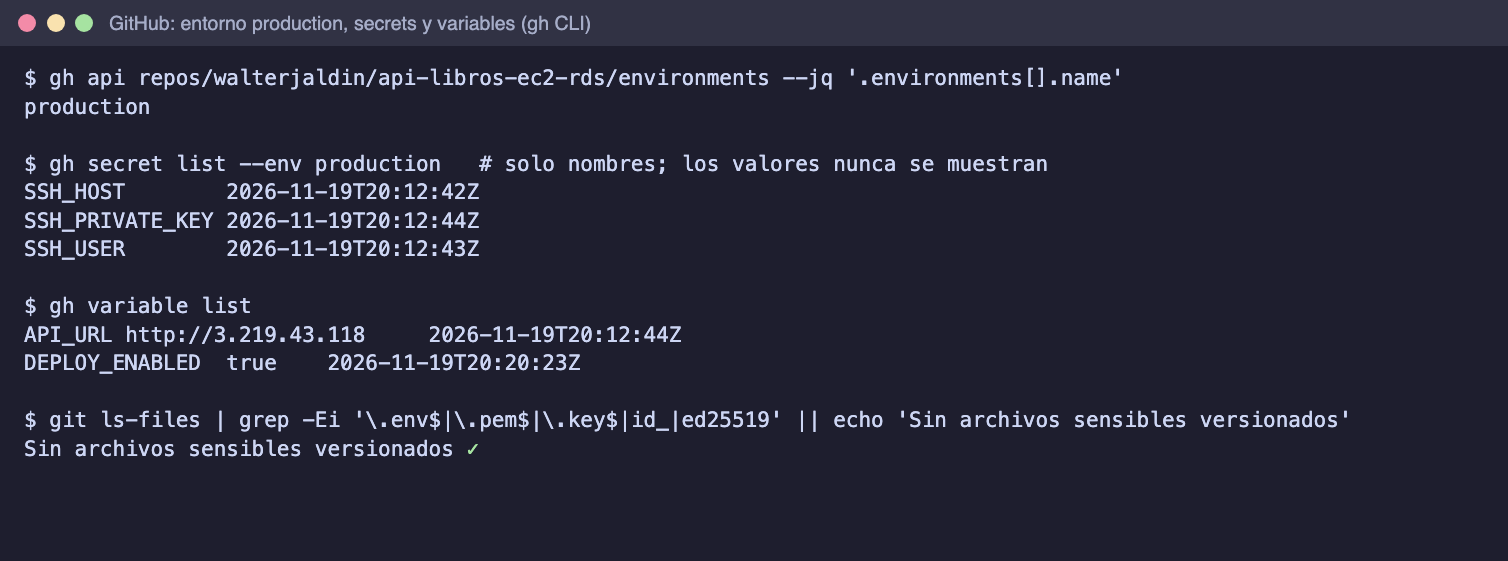 GitHub: entorno production, secrets y variables (gh CLI)
$ gh api repos/walterjaldin/api-libros-ec2-rds/environments --jq '.environments[].name'
production
$ gh secret list --env production   # solo nombres; los valores nunca se muestran
SSH_HOST        2026-11-19T20:12:42Z
SSH_PRIVATE_KEY 2026-11-19T20:12:44Z
SSH_USER        2026-11-19T20:12:43Z
$ gh variable list
API_URL http://3.219.43.118     2026-11-19T20:12:44Z
DEPLOY_ENABLED  true    2026-11-19T20:20:23Z
$ git ls-files | grep -Ei '\.env$|\.pem$|\.key$|id_|ed25519' || echo 'Sin archivos sensibles versionados'
Sin archivos sensibles versionados ✓